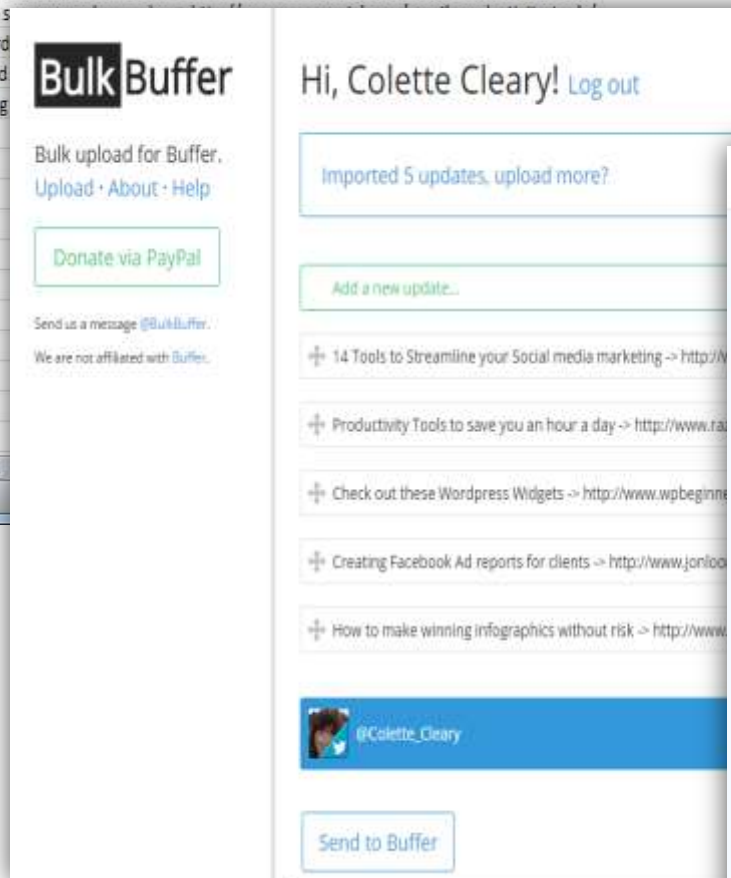 Bulk Buffer
Bulk upload for Buffer.
Upload · About · Help
Donate via PayPal
Send us a message @BulkBuffer.
We are not affiliated with Buffer.
Hi, Colette Cleary! Log out
Imported 5 updates, upload more?
Add a new update...
14 Tools to Streamline your Social media marketing -> http://
Productivity Tools to save you an hour a day -> http://www.raz
Check out these Wordpress Widgets -> http://www.wpbeginne
Creating Facebook Ad reports for clients -> http://www.jonloo
How to make winning infographics without risk -> http://www.
@Colette_Cleary
Send to Buffer